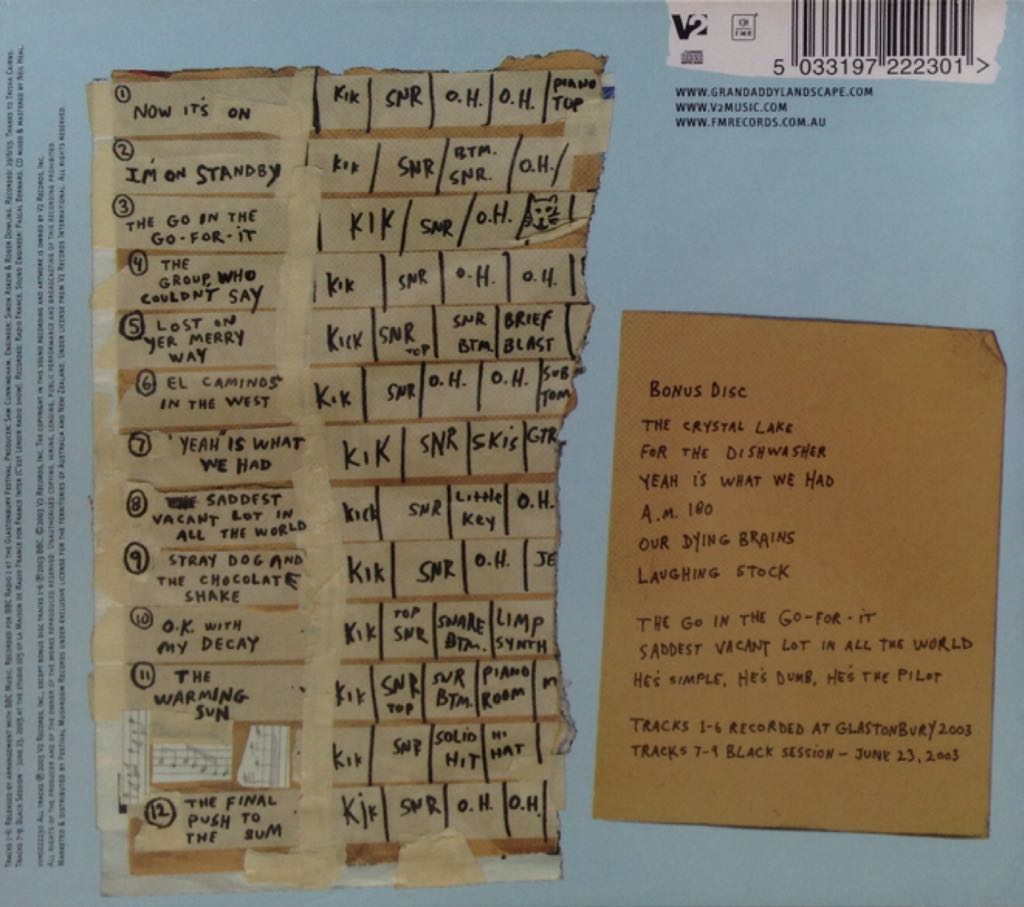 V2
FMR
5 033197 222301 >
WWW.GRANDADDYLANDSCAPE.COM
WWW.V2MUSIC.COM
WWW.FMRECORDS.COM.AU
1 NOW IT'S ON KIK SNR O.H. O.H. PIANO TOP
2 I'M ON STANDBY KIK SNR BTM. SNR. O.H.
3 THE GO IN THE
GO-FOR-IT KIK SNR O.H.
4 THE
GROUP WHO
COULDN'T SAY KIK SNR O.H. O.H.
5 LOST ON
YER MERRY
WAY KICK SNR TOP SNR BTM. BRIEF BLAST
6 EL CAMINOS
IN THE WEST KIK SNR O.H. O.H. SUB TOM
7 "YEAH" IS WHAT
WE HAD KIK SNR SKIS GTR
8 SADDEST
VACANT LOT IN
ALL THE WORLD KICK SNR LITTLE KEY O.H.
9 STRAY DOG AND
THE CHOCOLATE
SHAKE KIK SNR O.H. JE
10 O.K. WITH
MY DECAY KIK TOP SNR SNARE BTM. LIMP SYNTH
11 THE
WARMING
SUN KIK SNR TOP SNR BTM. PIANO ROOM M
KIK SNR SOLID HIT HI HAT
12 THE FINAL
PUSH TO
THE SUM KIK SNR O.H. O.H.
BONUS DISC
THE CRYSTAL LAKE
FOR THE DISHWASHER
YEAH IS WHAT WE HAD
A.M. 180
OUR DYING BRAINS
LAUGHING STOCK
THE GO IN THE GO-FOR-IT
SADDEST VACANT LOT IN ALL THE WORLD
HE'S SIMPLE, HE'S DUMB, HE'S THE PILOT
TRACKS 1-6 RECORDED AT GLASTONBURY 2003
TRACKS 7-9 BLACK SESSION - JUNE 23, 2003